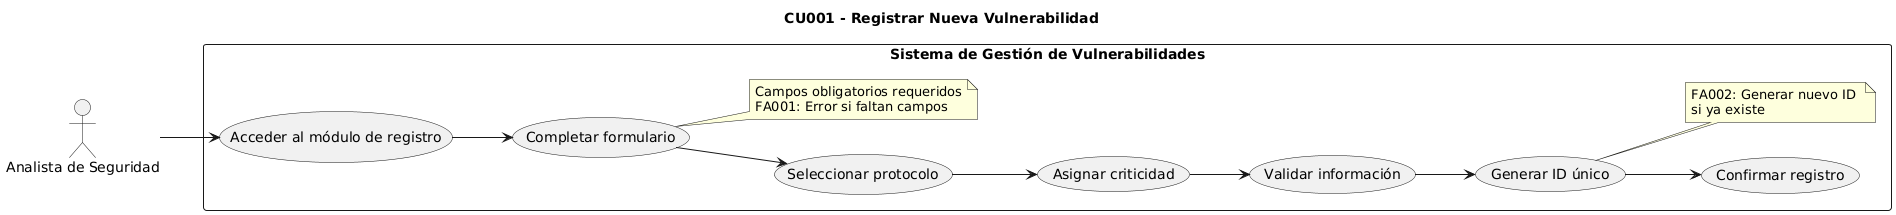 CU001 - Registrar Nueva Vulnerabilidad
Sistema de Gestión de Vulnerabilidades
Campos obligatorios requeridos
FA001: Error si faltan campos
FA002: Generar nuevo ID
si ya existe
Analista de Seguridad
Acceder al módulo de registro
Completar formulario
Seleccionar protocolo
Asignar criticidad
Validar información
Generar ID único
Confirmar registro